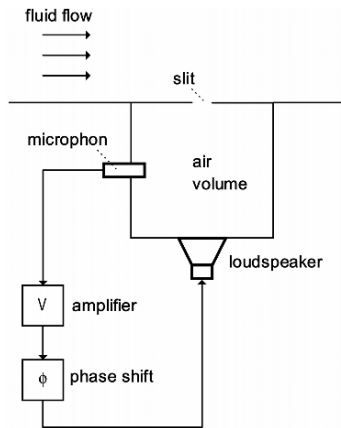 fluid flow
slit
microphon
air
volume
loudspeaker
V
amplifier
ϕ
phase shift